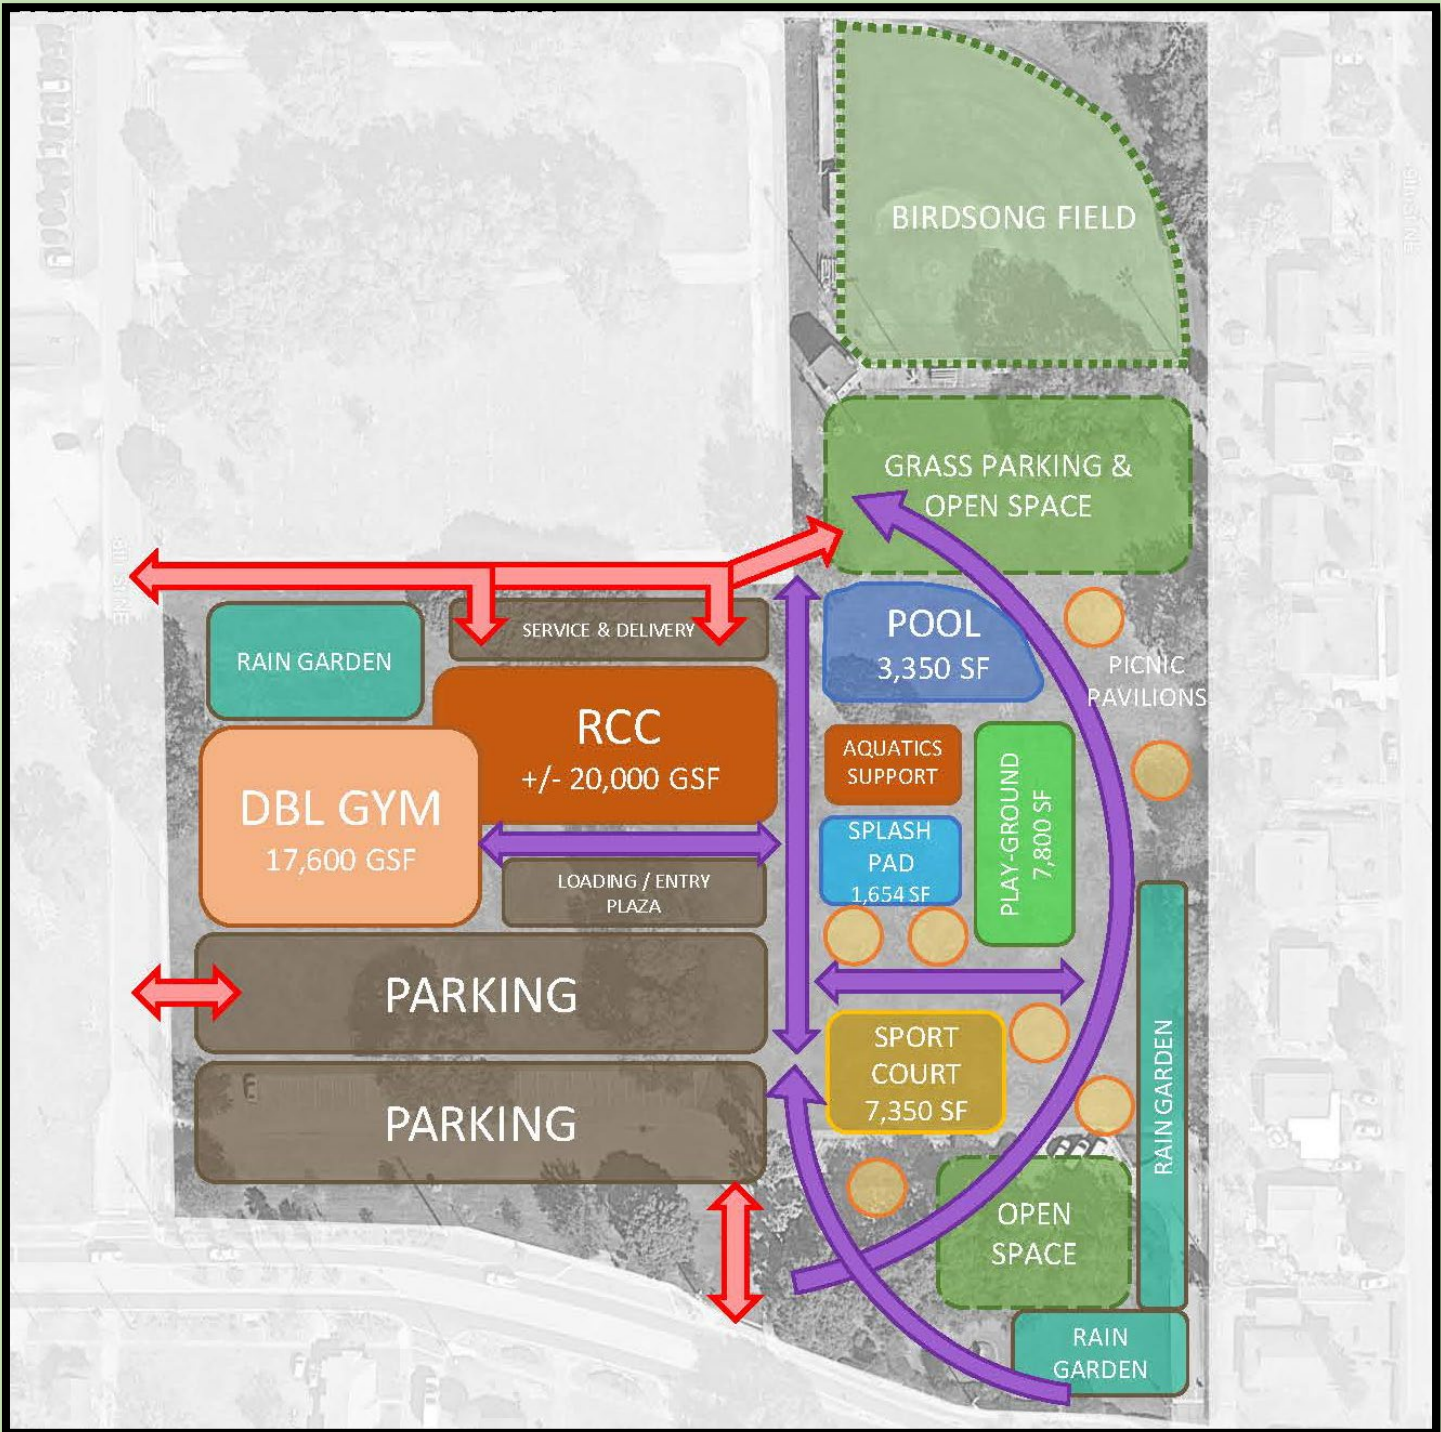 BIRDSONG FIELD
GRASS PARKING &
OPEN SPACE
POOL
3,350 SF
SERVICE & DELIVERY
RAIN GARDEN
PICNIC
PAVILIONS
RCC
+/- 20,000 GSF
AQUATICS
SUPPORT
PLAY-GROUND
7,800 SF
DBL GYM
17,600 GSF
SPLASH
PAD
1,654 SF
LOADING / ENTRY
PLAZA
PARKING
SPORT
COURT
7,350 SF
RAIN GARDEN
PARKING
OPEN
SPACE
RAIN
GARDEN